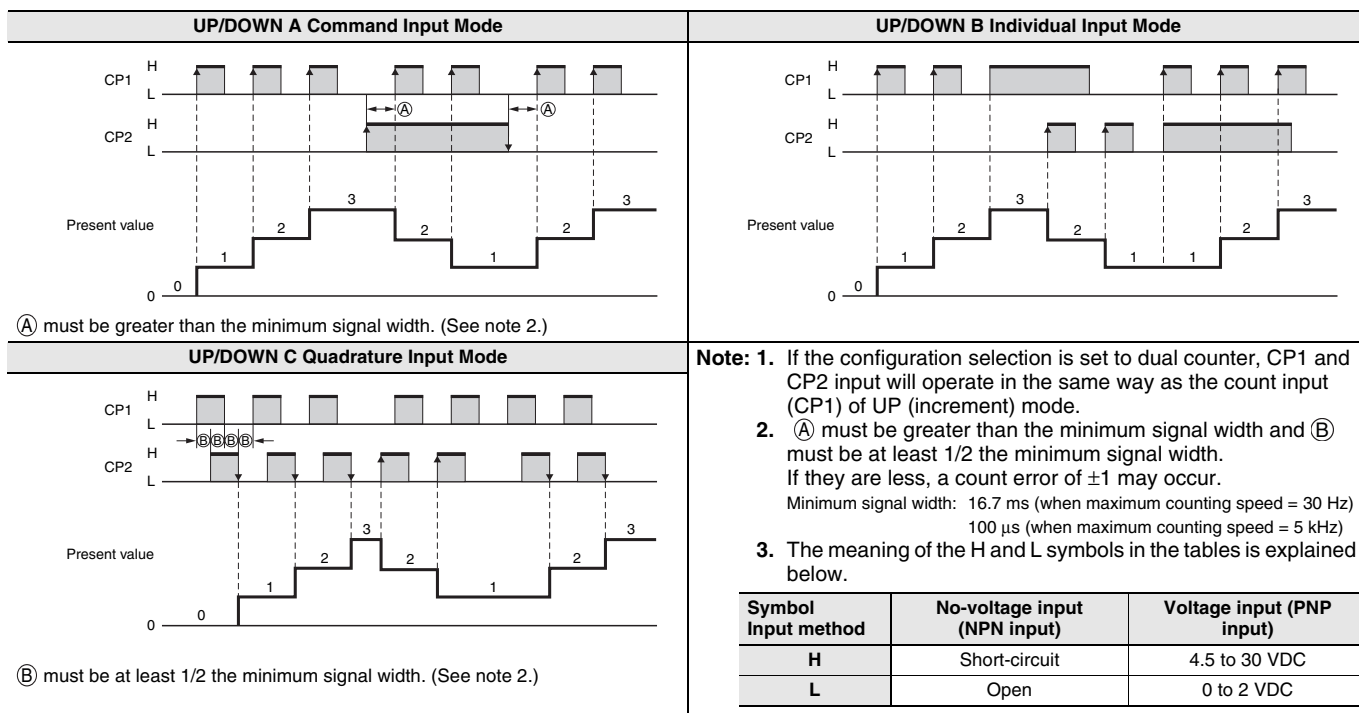 UP/DOWN A Command Input Mode
CP1 H
L
Ⓐ Ⓐ
CP2 H
L
Present value
0 1 2 3 2 1 2 3
0
Ⓐ must be greater than the minimum signal width. (See note 2.)
UP/DOWN B Individual Input Mode
CP1 H
L
CP2 H
L
Present value
0 1 2 3 2 1 1 2 3
0
UP/DOWN C Quadrature Input Mode
CP1 H
L
Ⓑ Ⓑ Ⓑ Ⓑ
CP2 H
L
Present value
0 1 2 3 2 1 2 3
0
Ⓑ must be at least 1/2 the minimum signal width. (See note 2.)
Note: 1. If the configuration selection is set to dual counter, CP1 and
CP2 input will operate in the same way as the count input
(CP1) of UP (increment) mode.
2. Ⓐ must be greater than the minimum signal width and Ⓑ
must be at least 1/2 the minimum signal width.
If they are less, a count error of ±1 may occur.
Minimum signal width: 16.7 ms (when maximum counting speed = 30 Hz)
100 μs (when maximum counting speed = 5 kHz)
3. The meaning of the H and L symbols in the tables is explained
below.
Symbol No-voltage input Voltage input (PNP
Input method (NPN input) input)
H Short-circuit 4.5 to 30 VDC
L Open 0 to 2 VDC